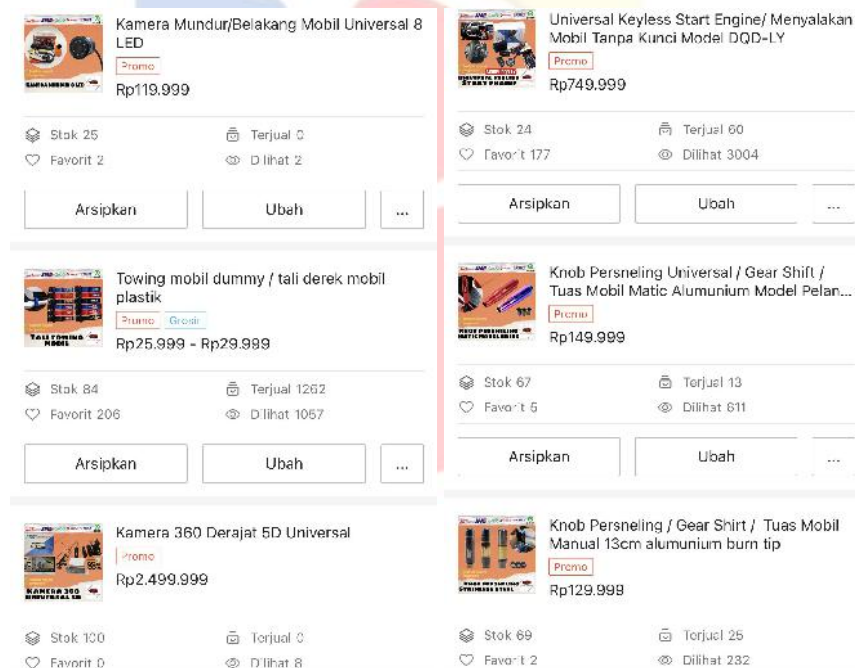 Kamera Mundur/Belakang Mobil Universal 8
LED
Promo
Rp119.999
Stok 25
Terjual 0
Favorit 2
Dilihat 2
Arsipkan
Ubah
...
Towing mobil dummy / tali derek mobil
plastik
Promo
Grosir
Rp25.999 - Rp29.999
Stok 84
Terjual 1262
Favorit 206
Dilihat 1057
Arsipkan
Ubah
...
Kamera 360 Derajat 5D Universal
Promo
Rp2.499.999
Stok 100
Terjual 0
Favorit 0
Dilihat 8
Universal Keyless Start Engine/ Menyalakan
Mobil Tanpa Kunci Model DQD-LY
Promo
Rp749.999
Stok 24
Terjual 60
Favorit 177
Dilihat 3004
Arsipkan
Ubah
...
Knob Persneling Universal / Gear Shift /
Tuas Mobil Matic Alumunium Model Pelan...
Promo
Rp149.999
Stok 67
Terjual 13
Favorit 5
Dilihat 611
Arsipkan
Ubah
...
Knob Persneling / Gear Shirt / Tuas Mobil
Manual 13cm alumunium burn tip
Promo
Rp129.999
Stok 69
Terjual 25
Favorit 2
Dilihat 232